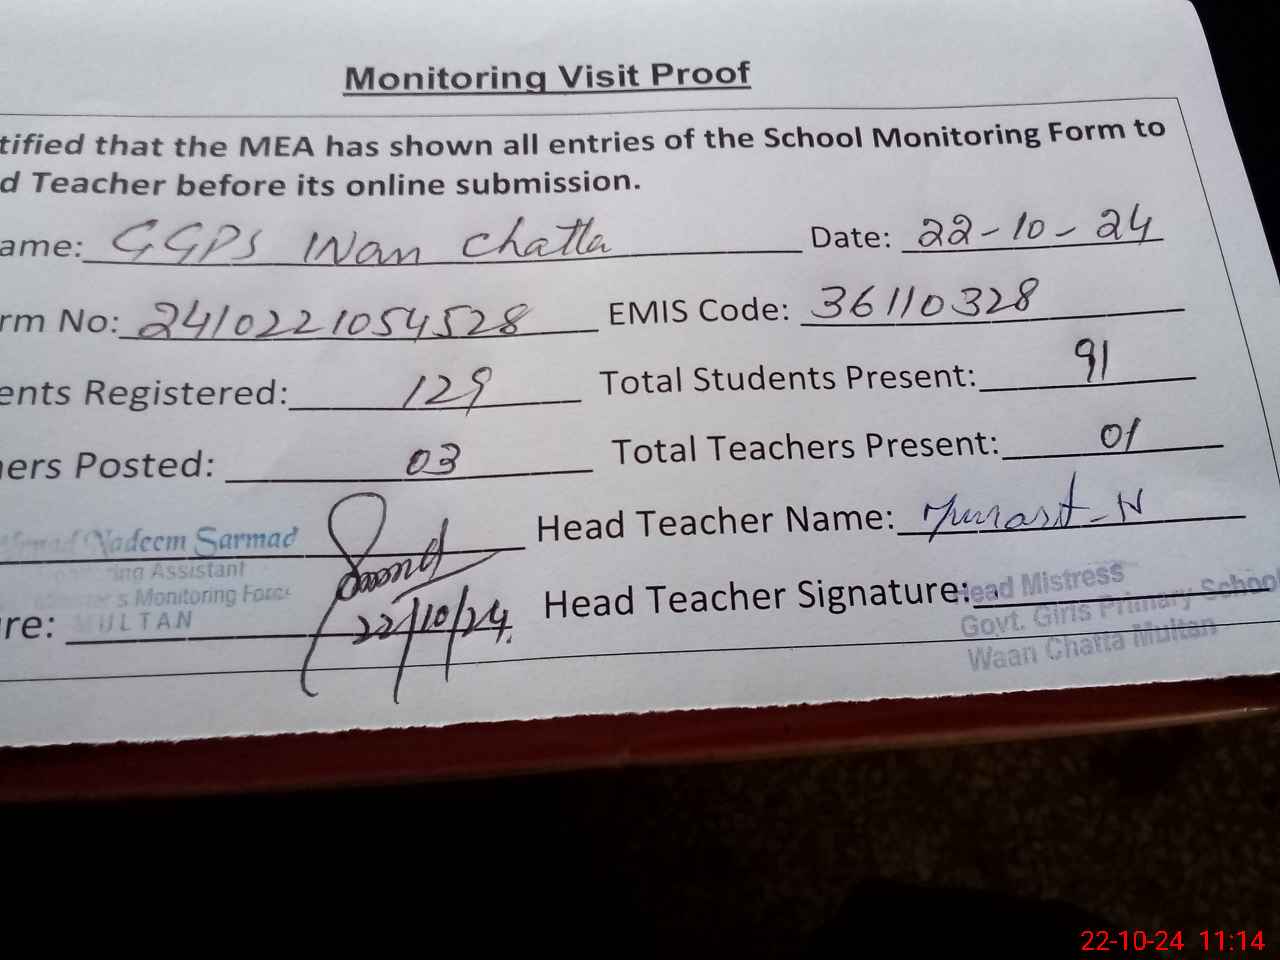 Monitoring Visit Proof
tified that the MEA has shown all entries of the School Monitoring Form to
d Teacher before its online submission.
ame: GGPS Wan Chatta Date: 22-10-24
rm No: 2410221054528 EMIS Code: 36110328
ents Registered: 129 Total Students Present: 91
ers Posted: 03 Total Teachers Present: 01
Nadeem Sarmad Head Teacher Name:
ring Assistant
's Monitoring Force Head Teacher Signature: Head Mistress
re: MULTAN 22/10/24 Govt. Girls Primary School
Waan Chatta Multan
22-10-24 11:14